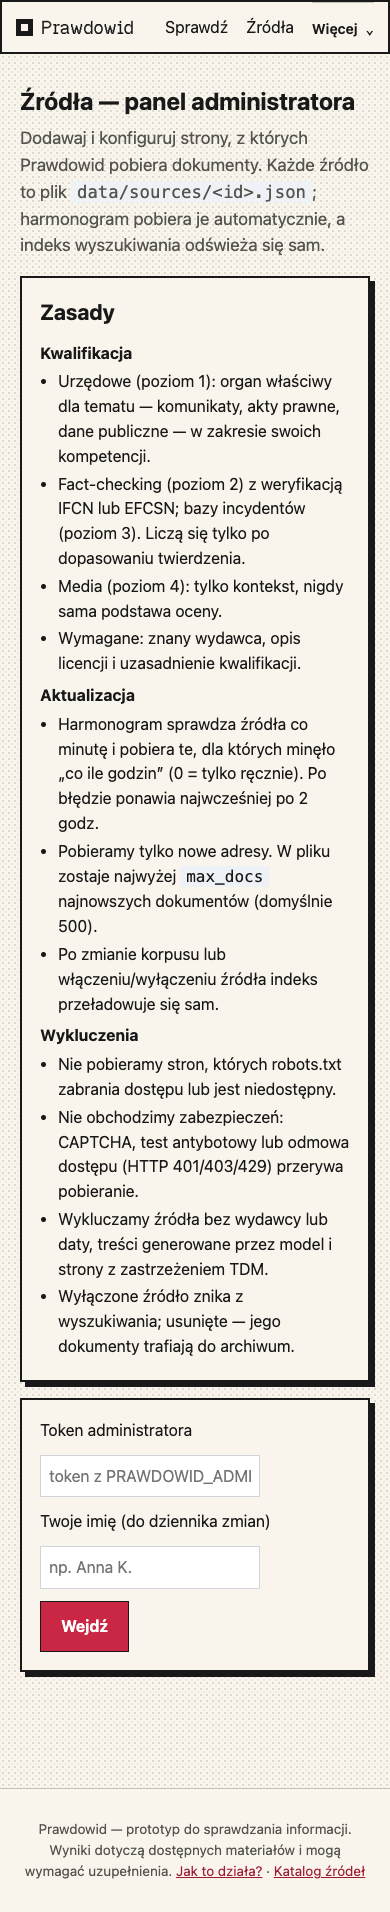 Prawdowid Sprawdź Źródła Więcej
Źródła — panel administratora
Dodawaj i konfiguruj strony, z których
Prawdowid pobiera dokumenty. Każde źródło
to plik data/sources/<id>.json;
harmonogram pobiera je automatycznie, a
indeks wyszukiwania odświeża się sam.
Zasady
Kwalifikacja
• Urzędowe (poziom 1): organ właściwy
dla tematu — komunikaty, akty prawne,
dane publiczne — w zakresie swoich
kompetencji.
• Fact-checking (poziom 2) z weryfikacją
IFCN lub EFCSN; bazy incydentów
(poziom 3). Liczą się tylko po
dopasowaniu twierdzenia.
• Media (poziom 4): tylko kontekst, nigdy
sama podstawa oceny.
• Wymagane: znany wydawca, opis
licencji i uzasadnienie kwalifikacji.
Aktualizacja
• Harmonogram sprawdza źródła co
minutę i pobiera te, dla których minęło
„co ile godzin” (0 = tylko ręcznie). Po
błędzie ponawia najwcześniej po 2
godz.
• Pobieramy tylko nowe adresy. W pliku
zostaje najwyżej max_docs
najnowszych dokumentów (domyślnie
500).
• Po zmianie korpusu lub
włączeniu/wyłączeniu źródła indeks
przeładowuje się sam.
Wykluczenia
• Nie pobieramy stron, których robots.txt
zabrania dostępu lub jest niedostępny.
• Nie obchodzimy zabezpieczeń:
CAPTCHA, test antybotowy lub odmowa
dostępu (HTTP 401/403/429) przerywa
pobieranie.
• Wykluczamy źródła bez wydawcy lub
daty, treści generowane przez model i
strony z zastrzeżeniem TDM.
• Wyłączone źródło znika z
wyszukiwania; usunięte — jego
dokumenty trafiają do archiwum.
Token administratora
token z PRAWDOWID_ADMI
Twoje imię (do dziennika zmian)
np. Anna K.
Wejdź
Prawdowid — prototyp do sprawdzania informacji.
Wyniki dotyczą dostępnych materiałów i mogą
wymagać uzupełnienia. Jak to działa? · Katalog źródeł